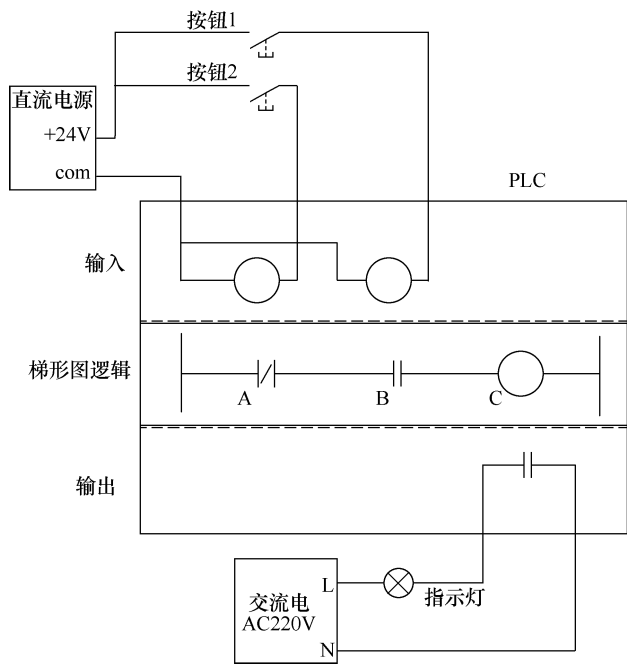 按钮1
按钮2
直流电源
+24V
com
PLC
输入
梯形图逻辑
A
B
C
输出
L
指示灯
交流电
AC220V
N